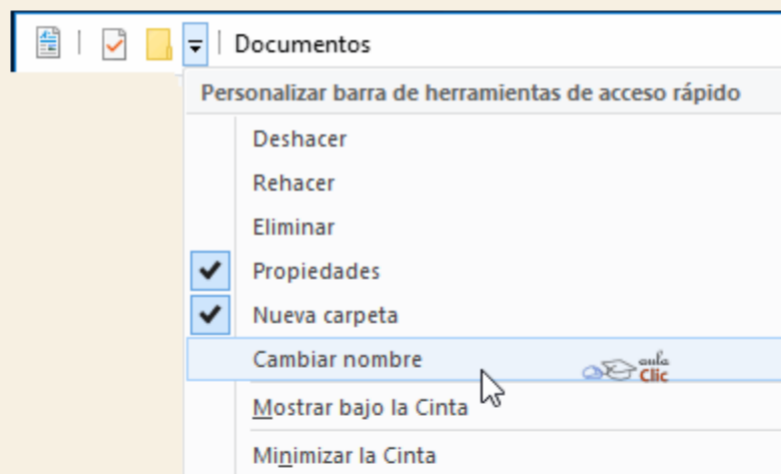 Documentos
Personalizar barra de herramientas de acceso rápido
Deshacer
Rehacer
Eliminar
Propiedades
Nueva carpeta
Cambiar nombre
aula
Clic
Mostrar bajo la Cinta
Minimizar la Cinta